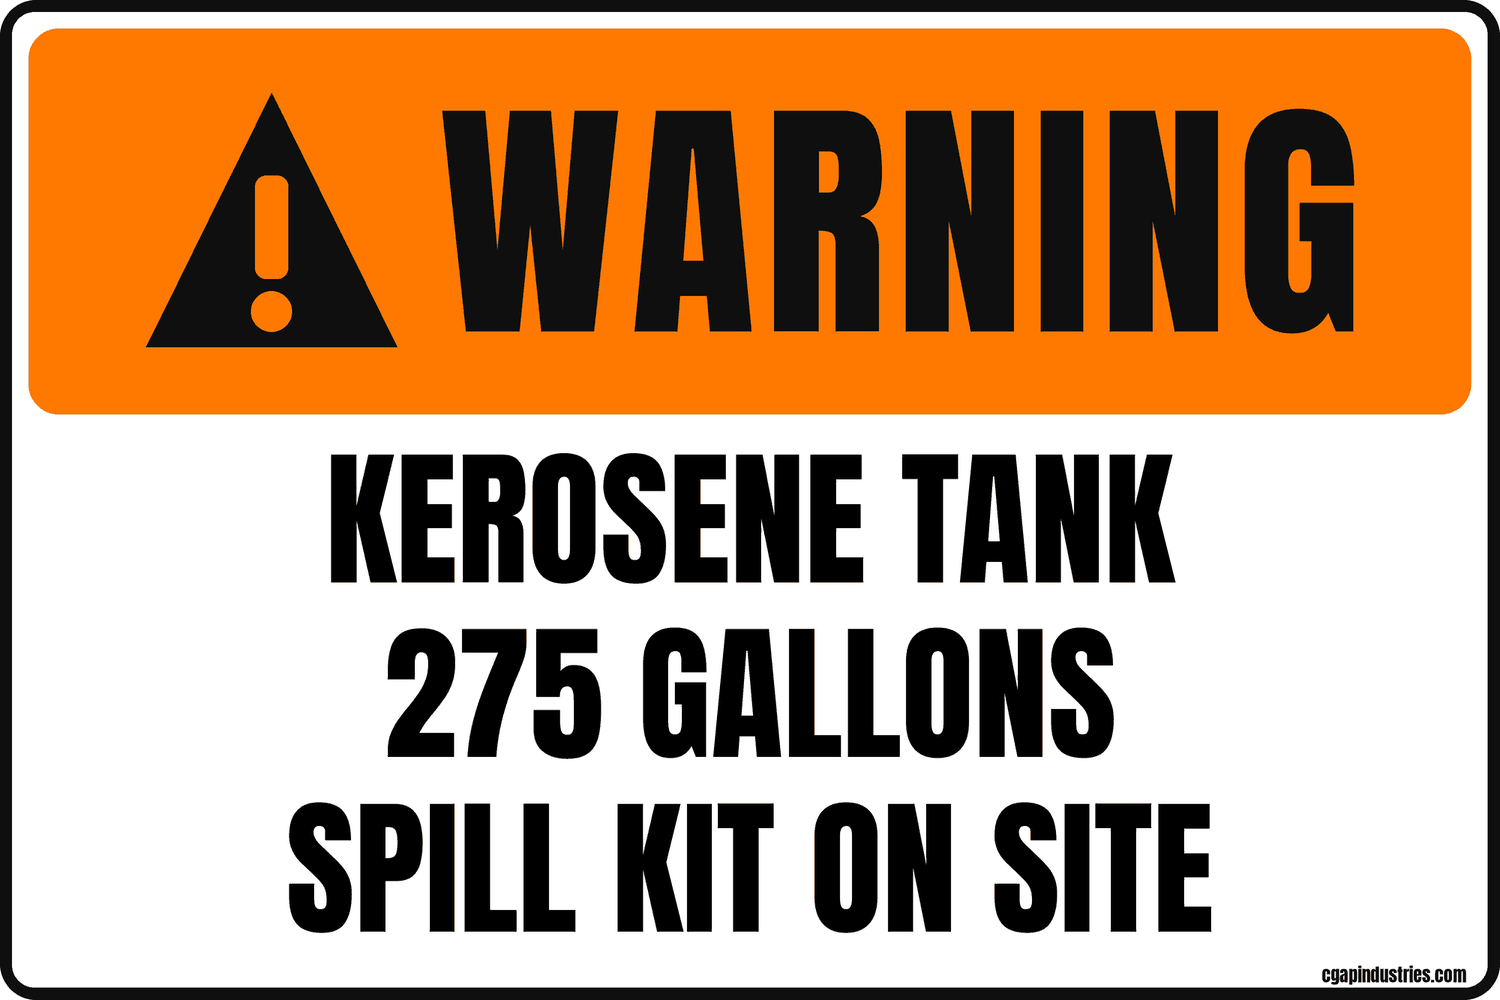 WARNING
KEROSENE TANK
275 GALLONS
SPILL KIT ON SITE
cgapindustries.com